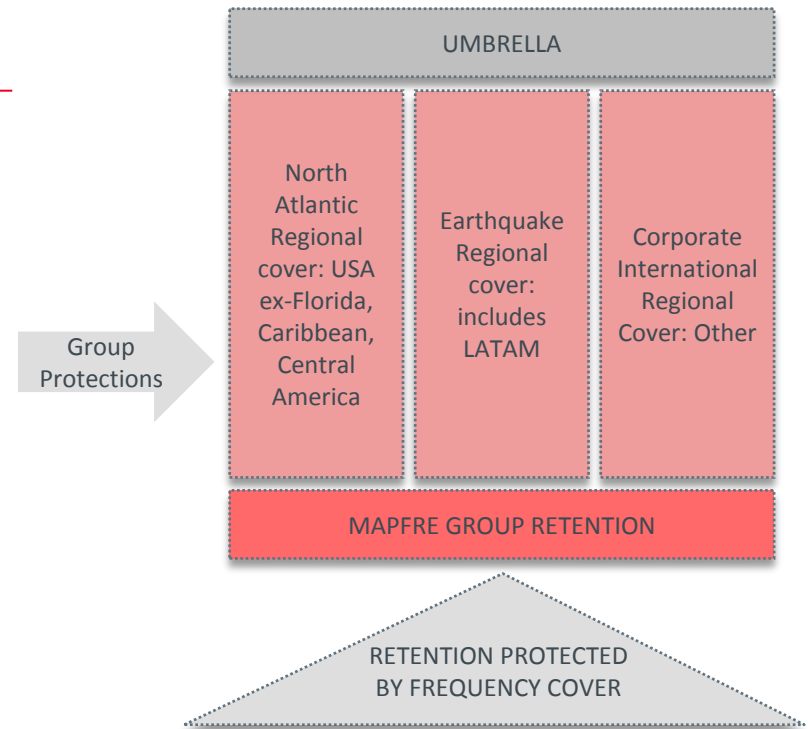 UMBRELLA
North
Atlantic
Regional
cover: USA
ex-Florida,
Caribbean,
Central
America
Earthquake
Regional
cover:
includes
LATAM
Corporate
International
Regional
Cover: Other
Group
Protections
MAPFRE GROUP RETENTION
RETENTION PROTECTED
BY FREQUENCY COVER